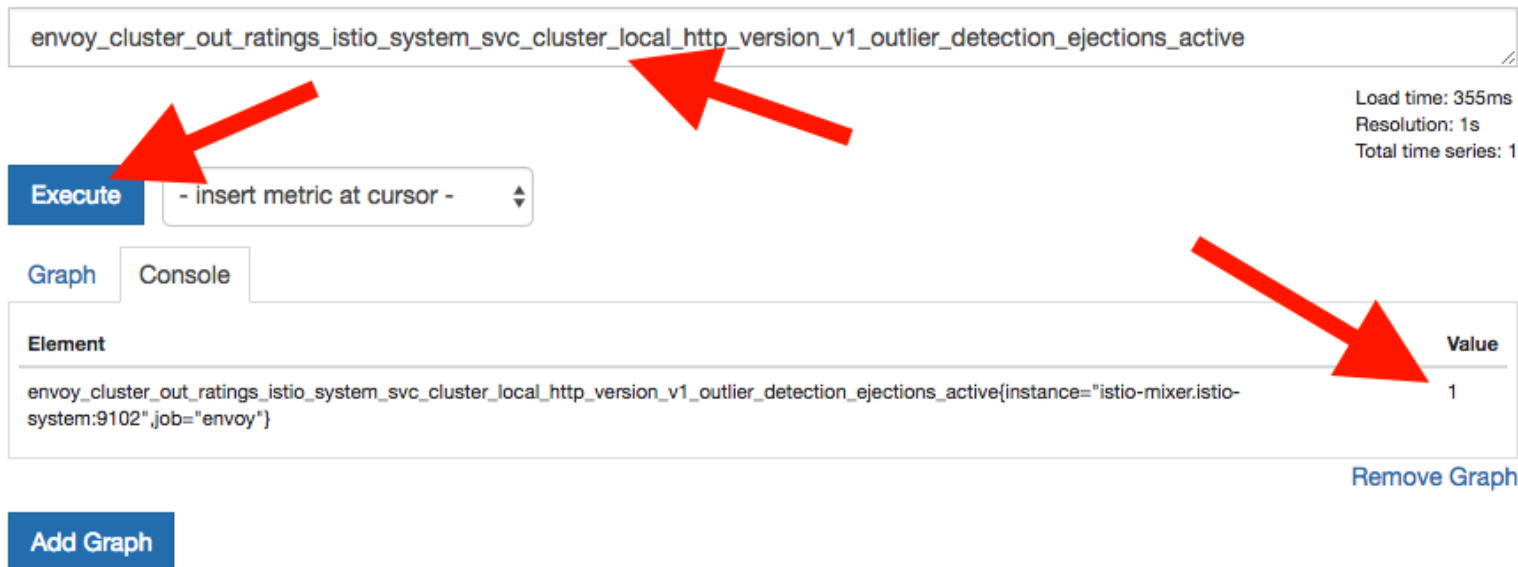 envoy_cluster_out_ratings_istio_system_svc_cluster_local_http_version_v1_outlier_detection_ejections_active
Load time: 355ms
Resolution: 1s
Total time series: 1
Execute
- insert metric at cursor -
Graph
Console
Element
Value
envoy_cluster_out_ratings_istio_system_svc_cluster_local_http_version_v1_outlier_detection_ejections_active{instance="istio-mixer.istio-
system:9102",job="envoy"}
1
Remove Graph
Add Graph